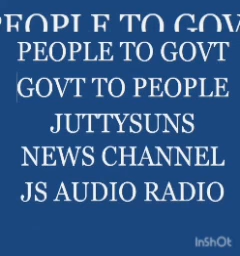 PEOPLE TO GOV
PEOPLE TO GOVT
GOVT TO PEOPLE
JUTTYSUNS
NEWS CHANNEL
JS AUDIO RADIO
InShOt